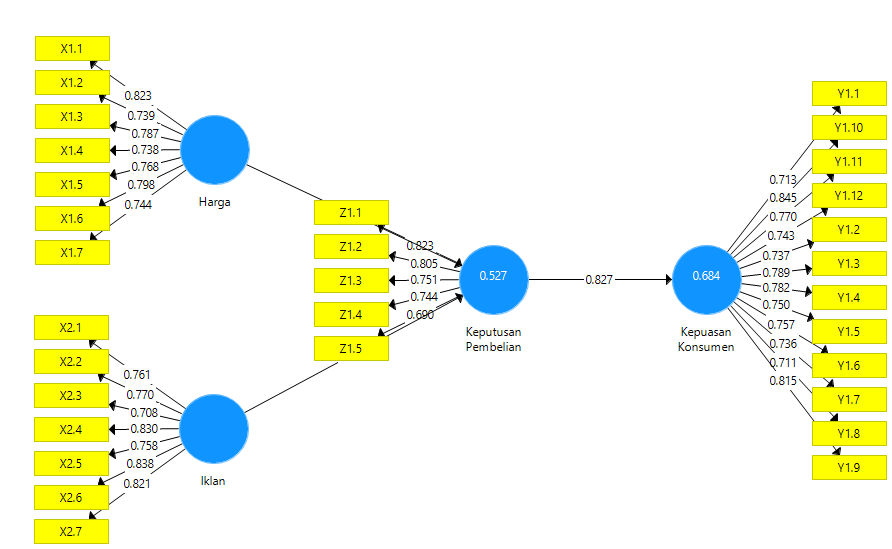 X1.1
X1.2
X1.3
X1.4
X1.5
X1.6
X1.7
0.823
0.739
0.787
0.738
0.768
0.798
0.744
Harga
X2.1
X2.2
X2.3
X2.4
X2.5
X2.6
X2.7
0.761
0.770
0.708
0.830
0.758
0.838
0.821
Iklan
Z1.1
Z1.2
Z1.3
Z1.4
Z1.5
0.823
0.805
0.751
0.744
0.690
0.527
Keputusan
Pembelian
0.827
0.684
Kepuasan
Konsumen
0.713
0.845
0.770
0.743
0.737
0.789
0.782
0.750
0.757
0.736
0.711
0.815
Y1.1
Y1.10
Y1.11
Y1.12
Y1.2
Y1.3
Y1.4
Y1.5
Y1.6
Y1.7
Y1.8
Y1.9